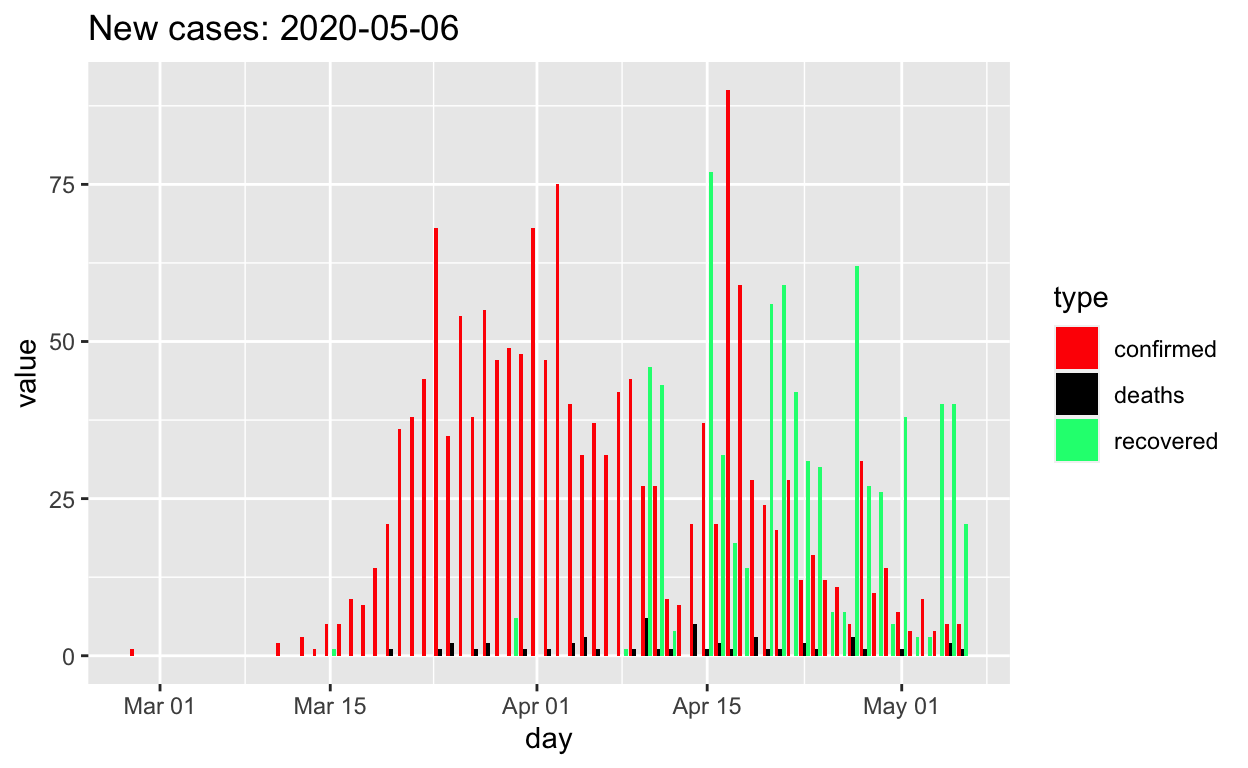 New cases: 2020-05-06
75
50
25
0
value
Mar 01
Mar 15
Apr 01
Apr 15
May 01
day
type
confirmed
deaths
recovered